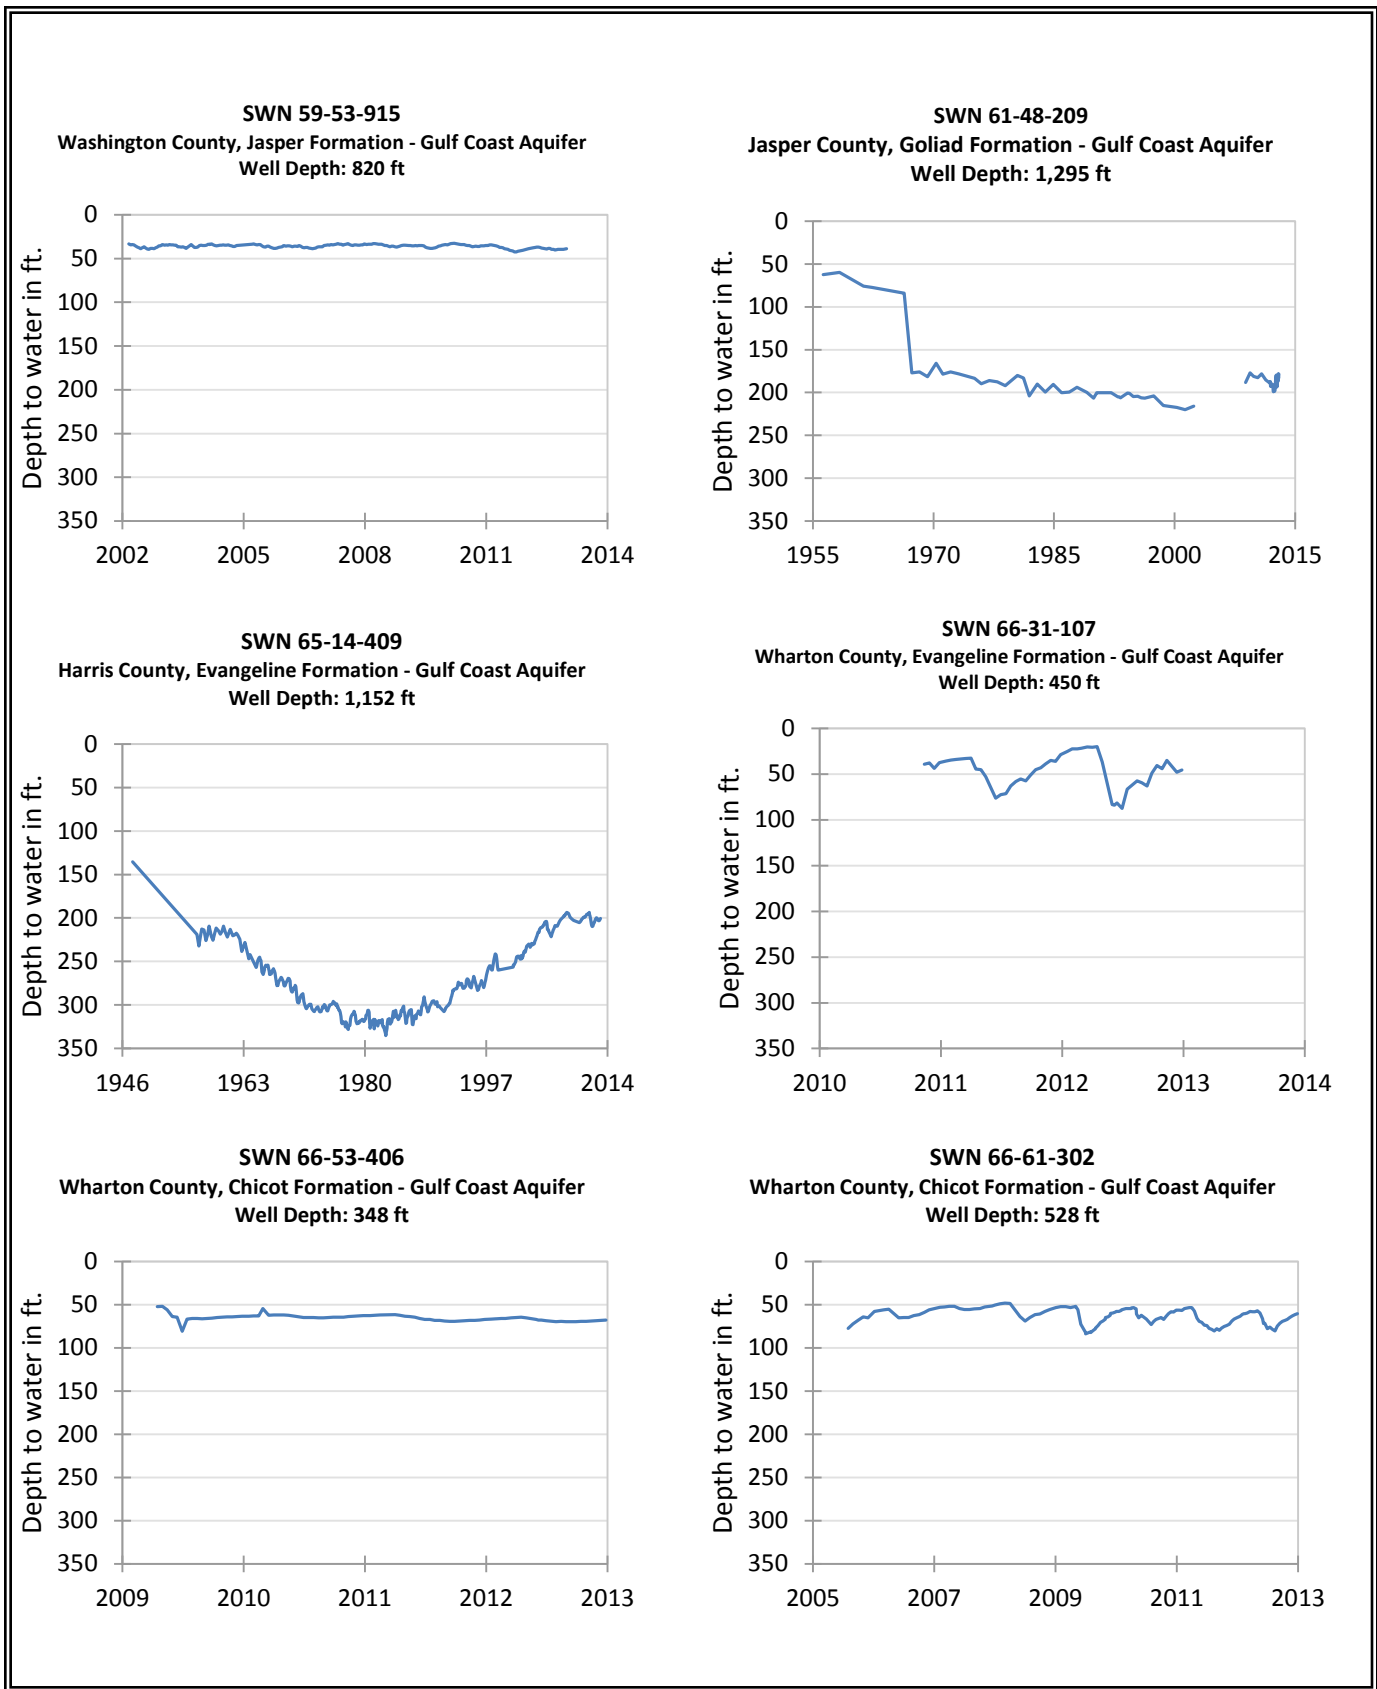 SWN 59-53-915
Washington County, Jasper Formation - Gulf Coast Aquifer
Well Depth: 820 ft
Depth to water in ft.
0
50
100
150
200
250
300
350
2002 2005 2008 2011 2014
SWN 61-48-209
Jasper County, Goliad Formation - Gulf Coast Aquifer
Well Depth: 1,295 ft
Depth to water in ft.
0
50
100
150
200
250
300
350
1955 1970 1985 2000 2015
SWN 65-14-409
Harris County, Evangeline Formation - Gulf Coast Aquifer
Well Depth: 1,152 ft
Depth to water in ft.
0
50
100
150
200
250
300
350
1946 1963 1980 1997 2014
SWN 66-31-107
Wharton County, Evangeline Formation - Gulf Coast Aquifer
Well Depth: 450 ft
Depth to water in ft.
0
50
100
150
200
250
300
350
2010 2011 2012 2013 2014
SWN 66-53-406
Wharton County, Chicot Formation - Gulf Coast Aquifer
Well Depth: 348 ft
Depth to water in ft.
0
50
100
150
200
250
300
350
2009 2010 2011 2012 2013
SWN 66-61-302
Wharton County, Chicot Formation - Gulf Coast Aquifer
Well Depth: 528 ft
Depth to water in ft.
0
50
100
150
200
250
300
350
2005 2007 2009 2011 2013